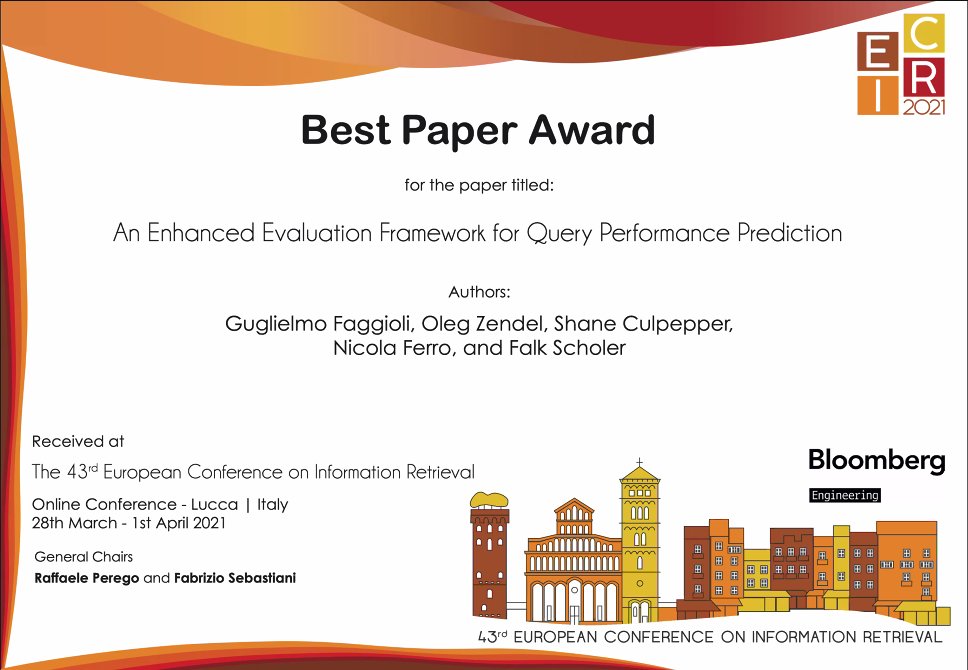 EC
IR
2021
Best Paper Award
for the paper titled:
An Enhanced Evaluation Framework for Query Performance Prediction
Authors:
Guglielmo Faggioli, Oleg Zendel, Shane Culpepper,
Nicola Ferro, and Falk Scholer
Received at
The 43rd European Conference on Information Retrieval
Online Conference - Lucca | Italy
28th March - 1st April 2021
General Chairs
Raffaele Perego and Fabrizio Sebastiani
Bloomberg
Engineering
43rd EUROPEAN CONFERENCE ON INFORMATION RETRIEVAL